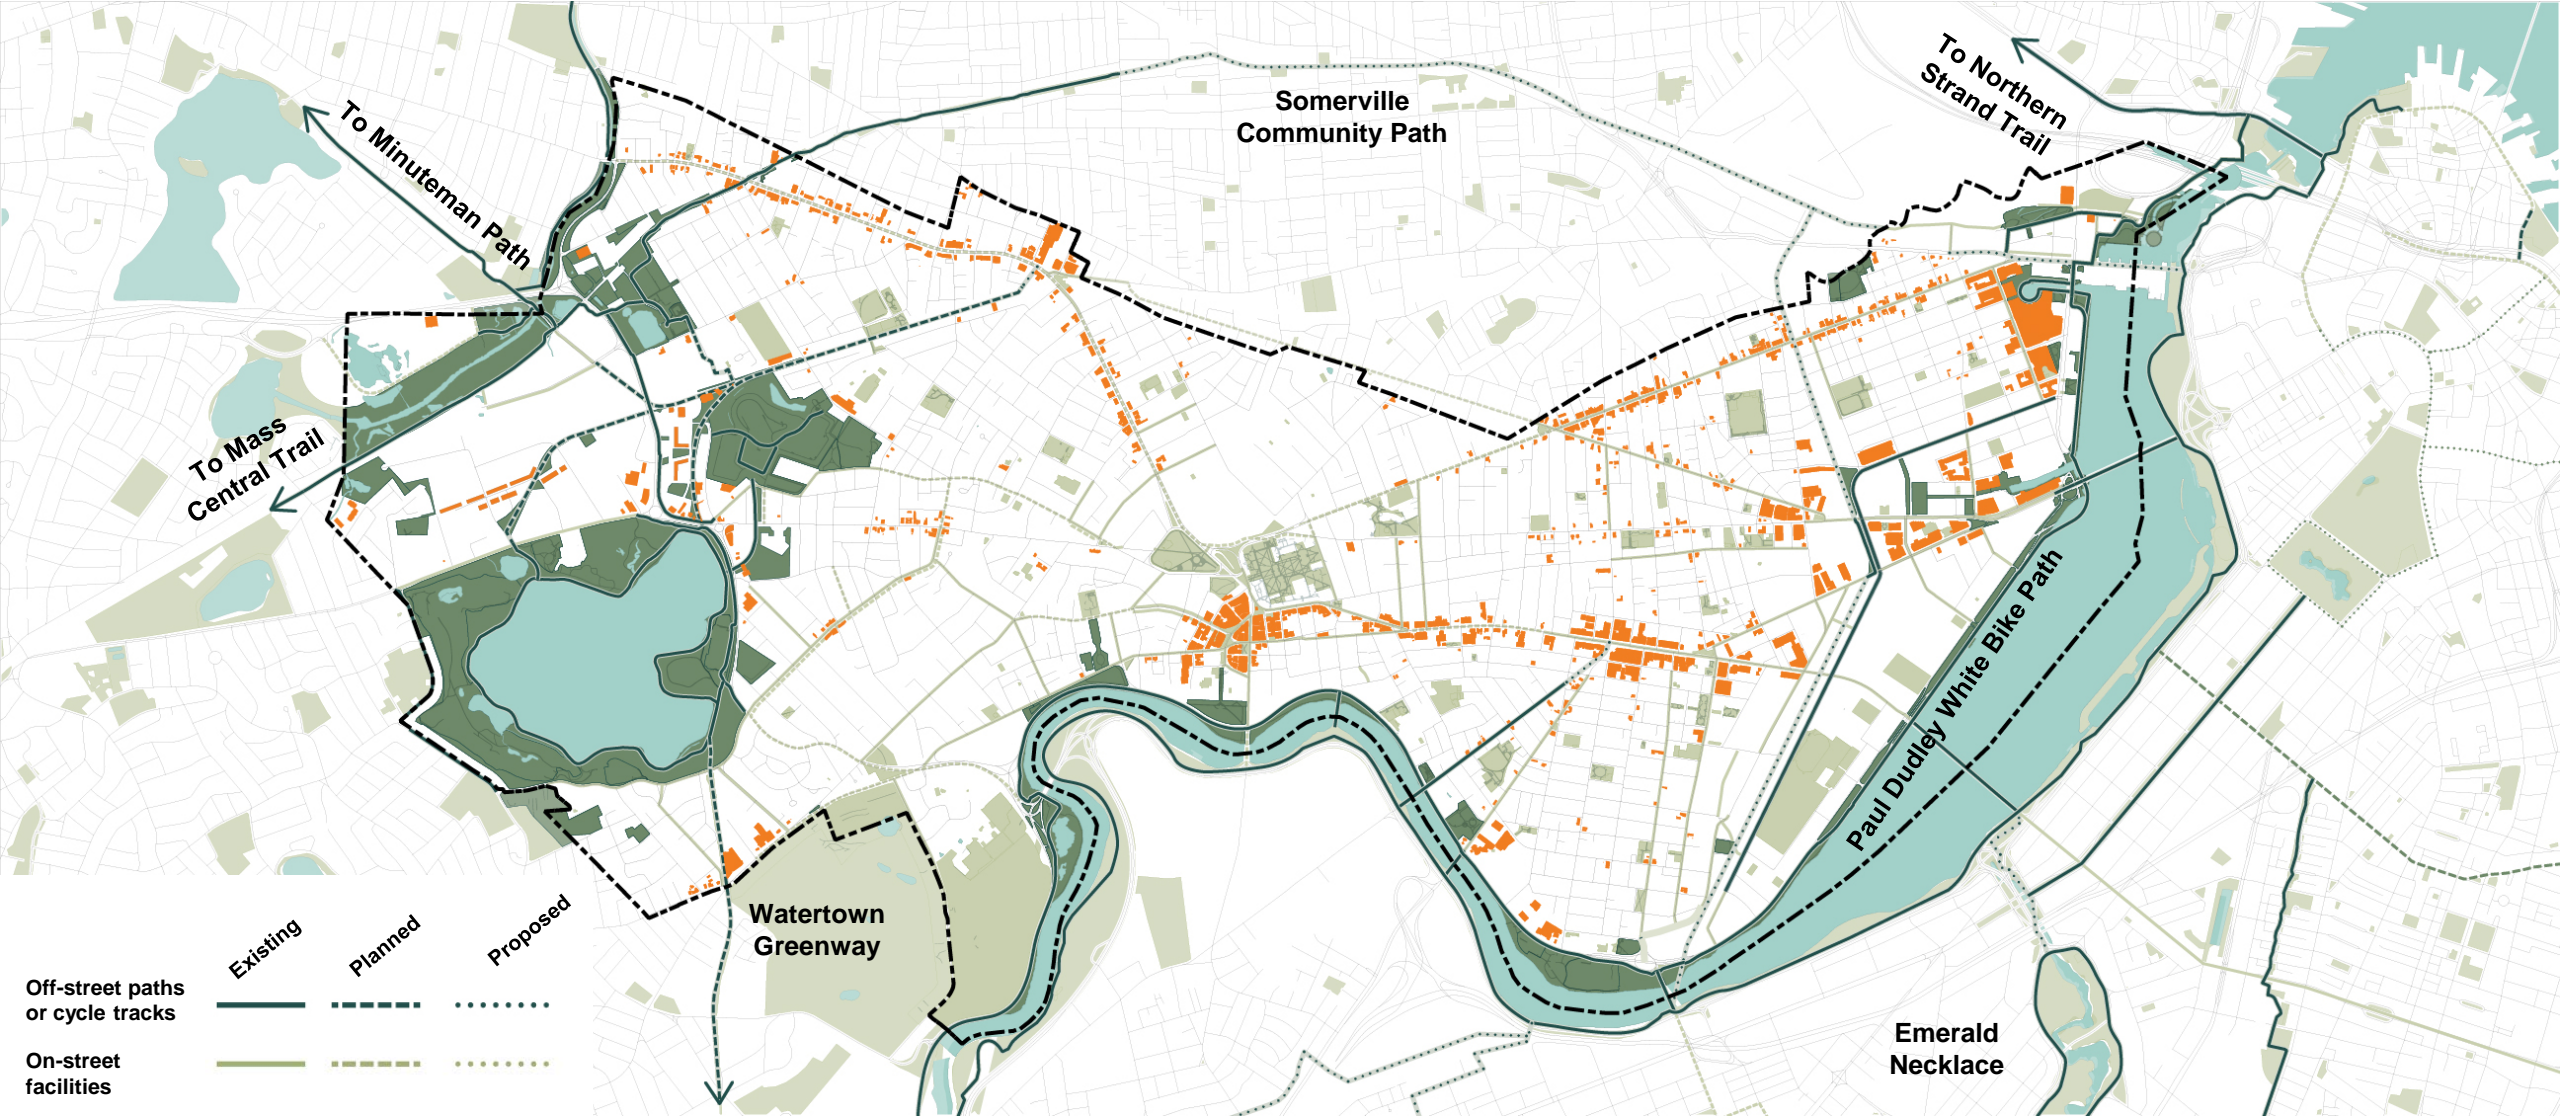 To Northern
Strand Trail
Somerville
Community Path
To Minuteman Path
To Mass
Central Trail
Paul Dudley White Bike Path
Watertown
Greenway
Emerald
Necklace
Existing
Planned
Proposed
Off-street paths
or cycle tracks
On-street
facilities